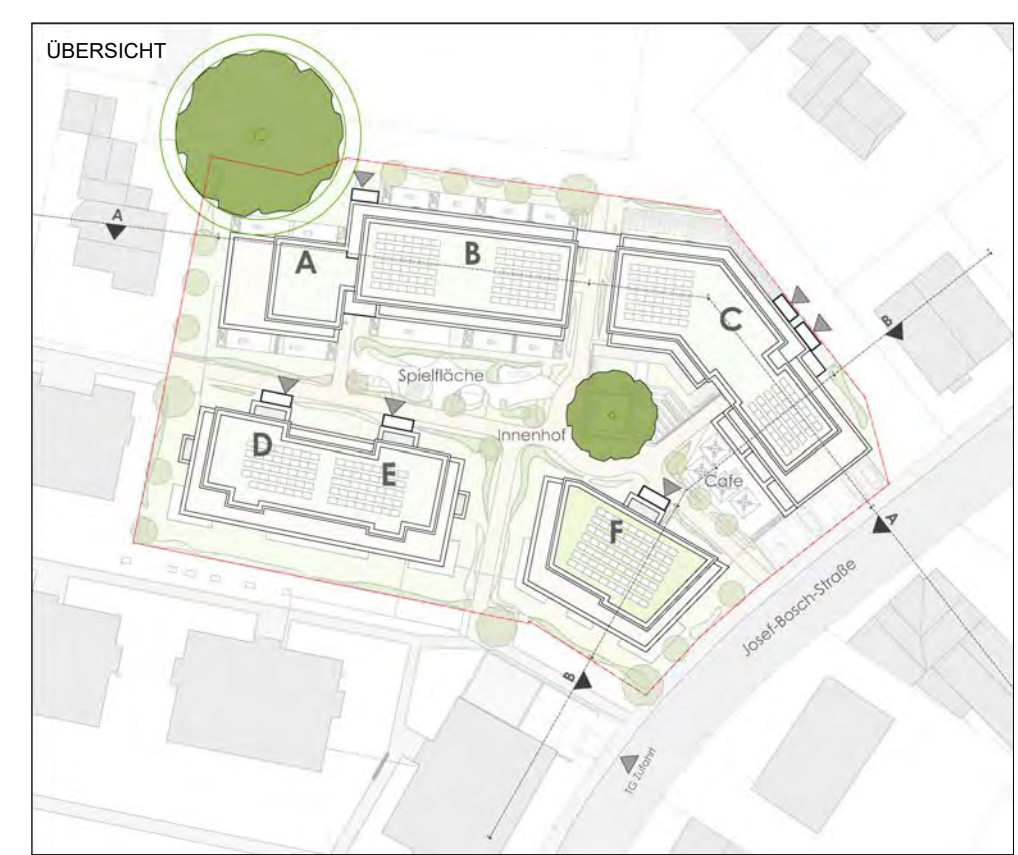 ÜBERSICHT
A
A
B
C
B
Spielfläche
Innenhof
D
E
Cafe
F
A
Josef-Bosch-Straße
B
TG Zufahrt